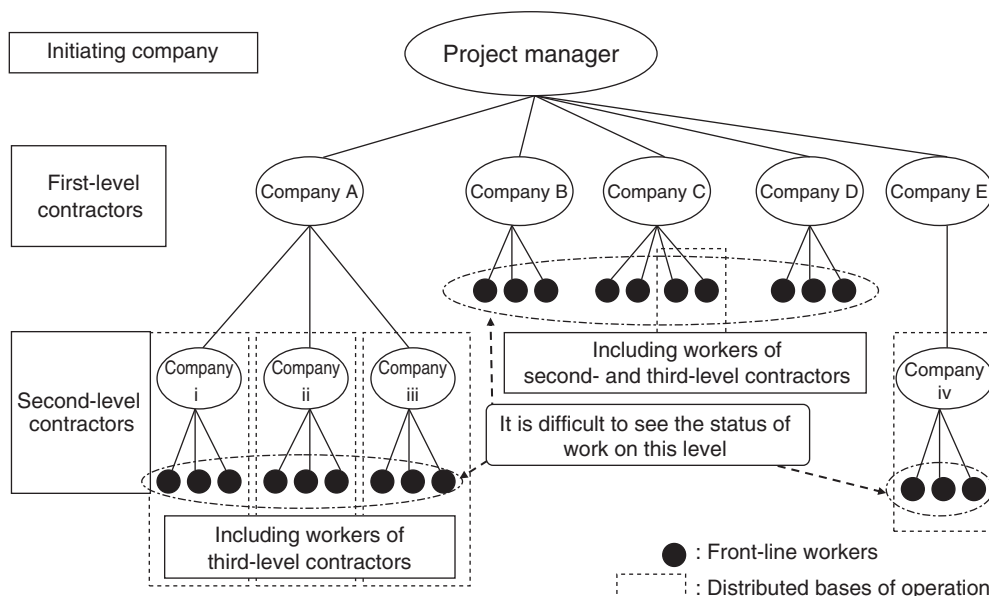 Initiating company
Project manager
First-level
contractors
Company A
Company B
Company C
Company D
Company E
Second-level
contractors
Company
i
Company
ii
Company
iii
Including workers of
second- and third-level contractors
Company
iv
It is difficult to see the status of
work on this level
Including workers of
third-level contractors
: Front-line workers
: Distributed bases of operation